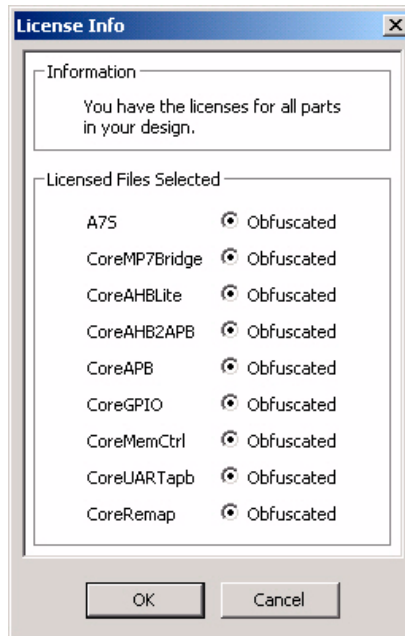 License Info
Information
You have the licenses for all parts
in your design.
Licensed Files Selected
A7S Obfuscated
CoreMP7Bridge Obfuscated
CoreAHBLite Obfuscated
CoreAHB2APB Obfuscated
CoreAPB Obfuscated
CoreGPIO Obfuscated
CoreMemCtrl Obfuscated
CoreUARTapb Obfuscated
CoreRemap Obfuscated
OK Cancel